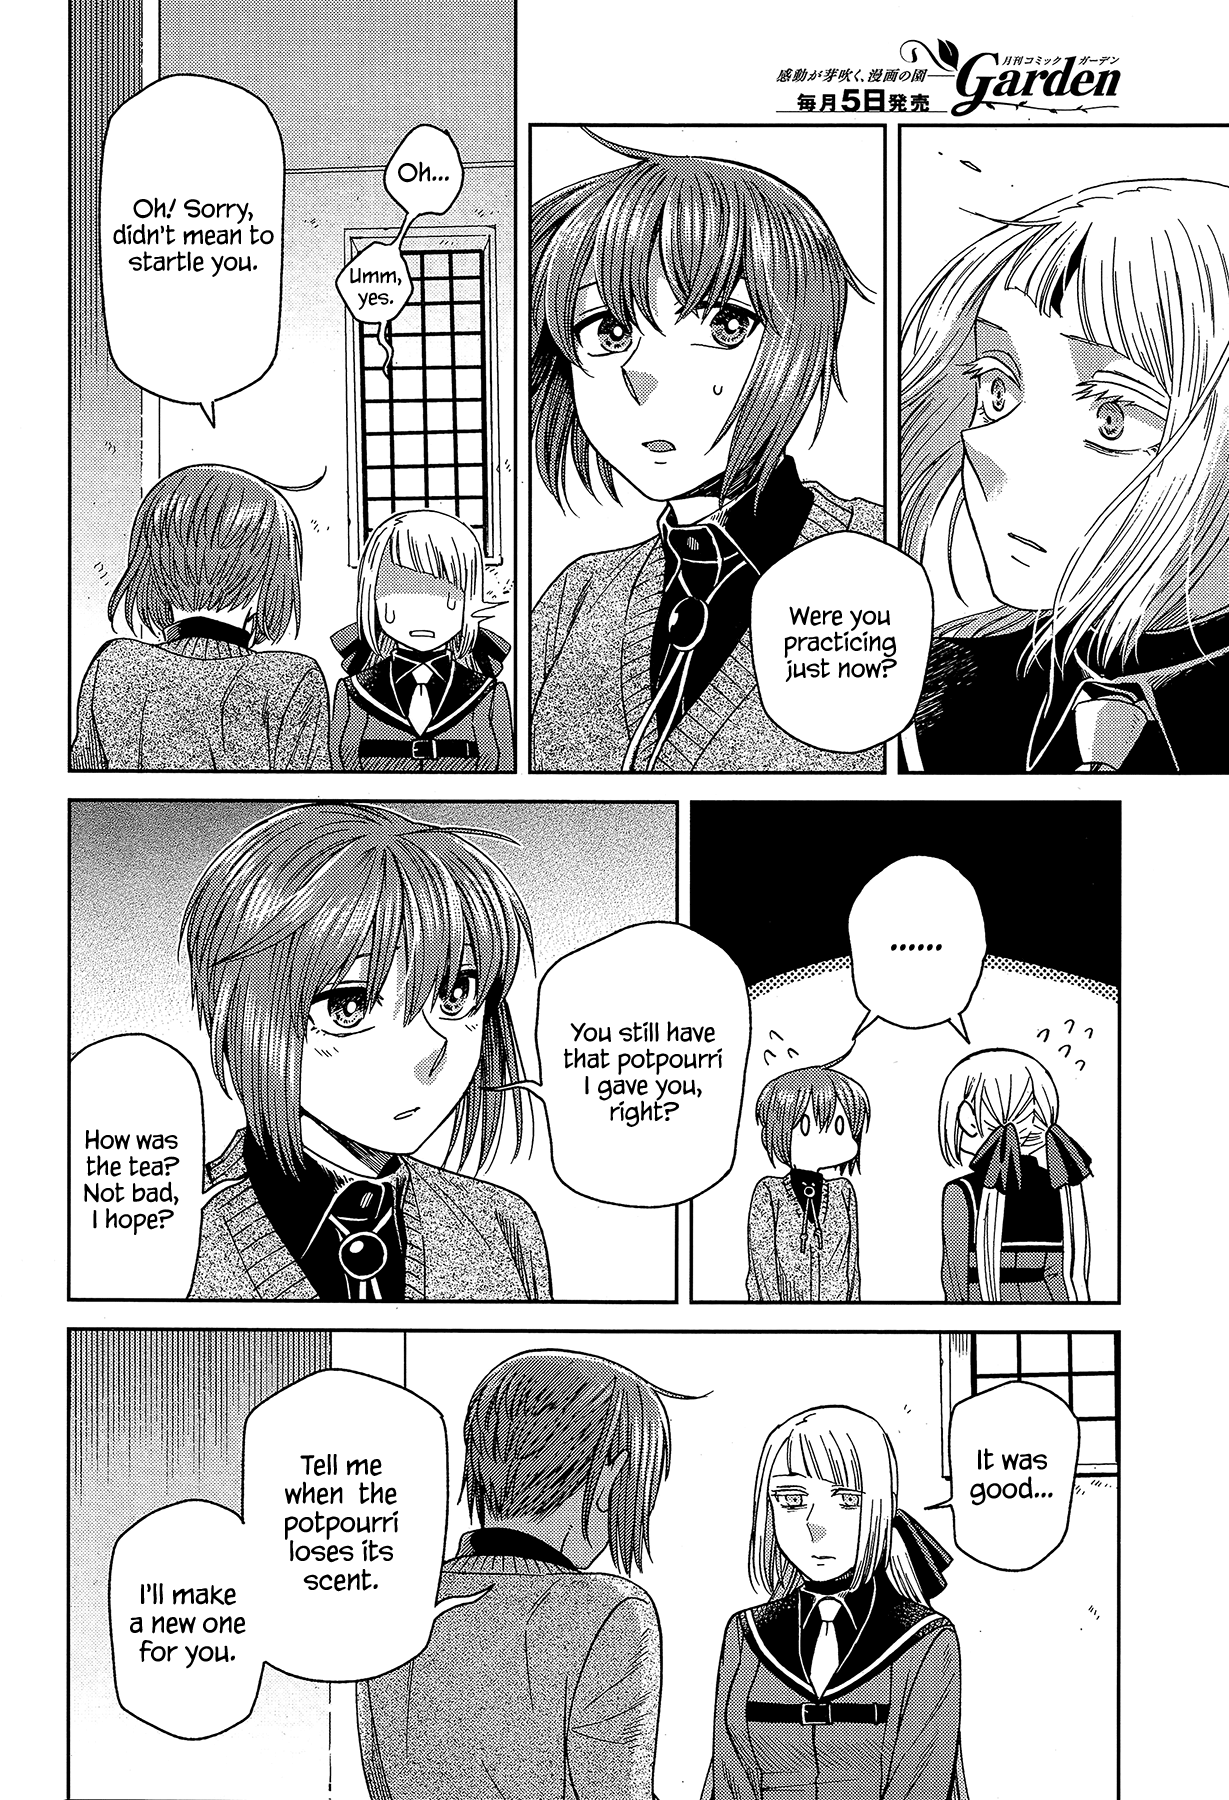 感動が芽吹く、漫画の園
毎月5日発売
月刊コミック ガーデン
Garden
Were you
practicing
just now?
Oh...
Umm,
yes.
Oh! Sorry,
didn't mean to
startle you.
......
You still have
that potpourri
I gave you,
right?
How was
the tea?
Not bad,
I hope?
It was
good...
Tell me
when the
potpourri
loses its
scent.
I'll make
a new one
for you.